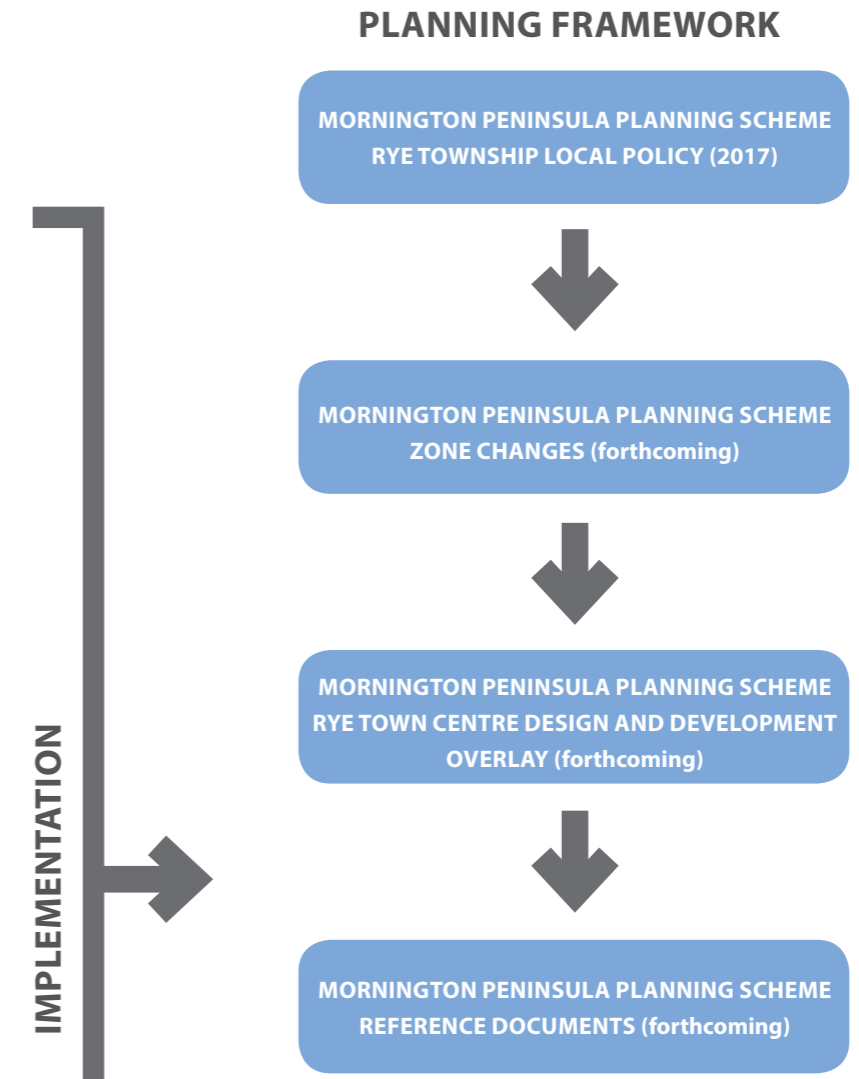 PLANNING FRAMEWORK
MORNINGTON PENINSULA PLANNING SCHEME
RYE TOWNSHIP LOCAL POLICY (2017)
MORNINGTON PENINSULA PLANNING SCHEME
ZONE CHANGES (forthcoming)
MORNINGTON PENINSULA PLANNING SCHEME
RYE TOWN CENTRE DESIGN AND DEVELOPMENT
OVERLAY (forthcoming)
IMPLEMENTATION
MORNINGTON PENINSULA PLANNING SCHEME
REFERENCE DOCUMENTS (forthcoming)